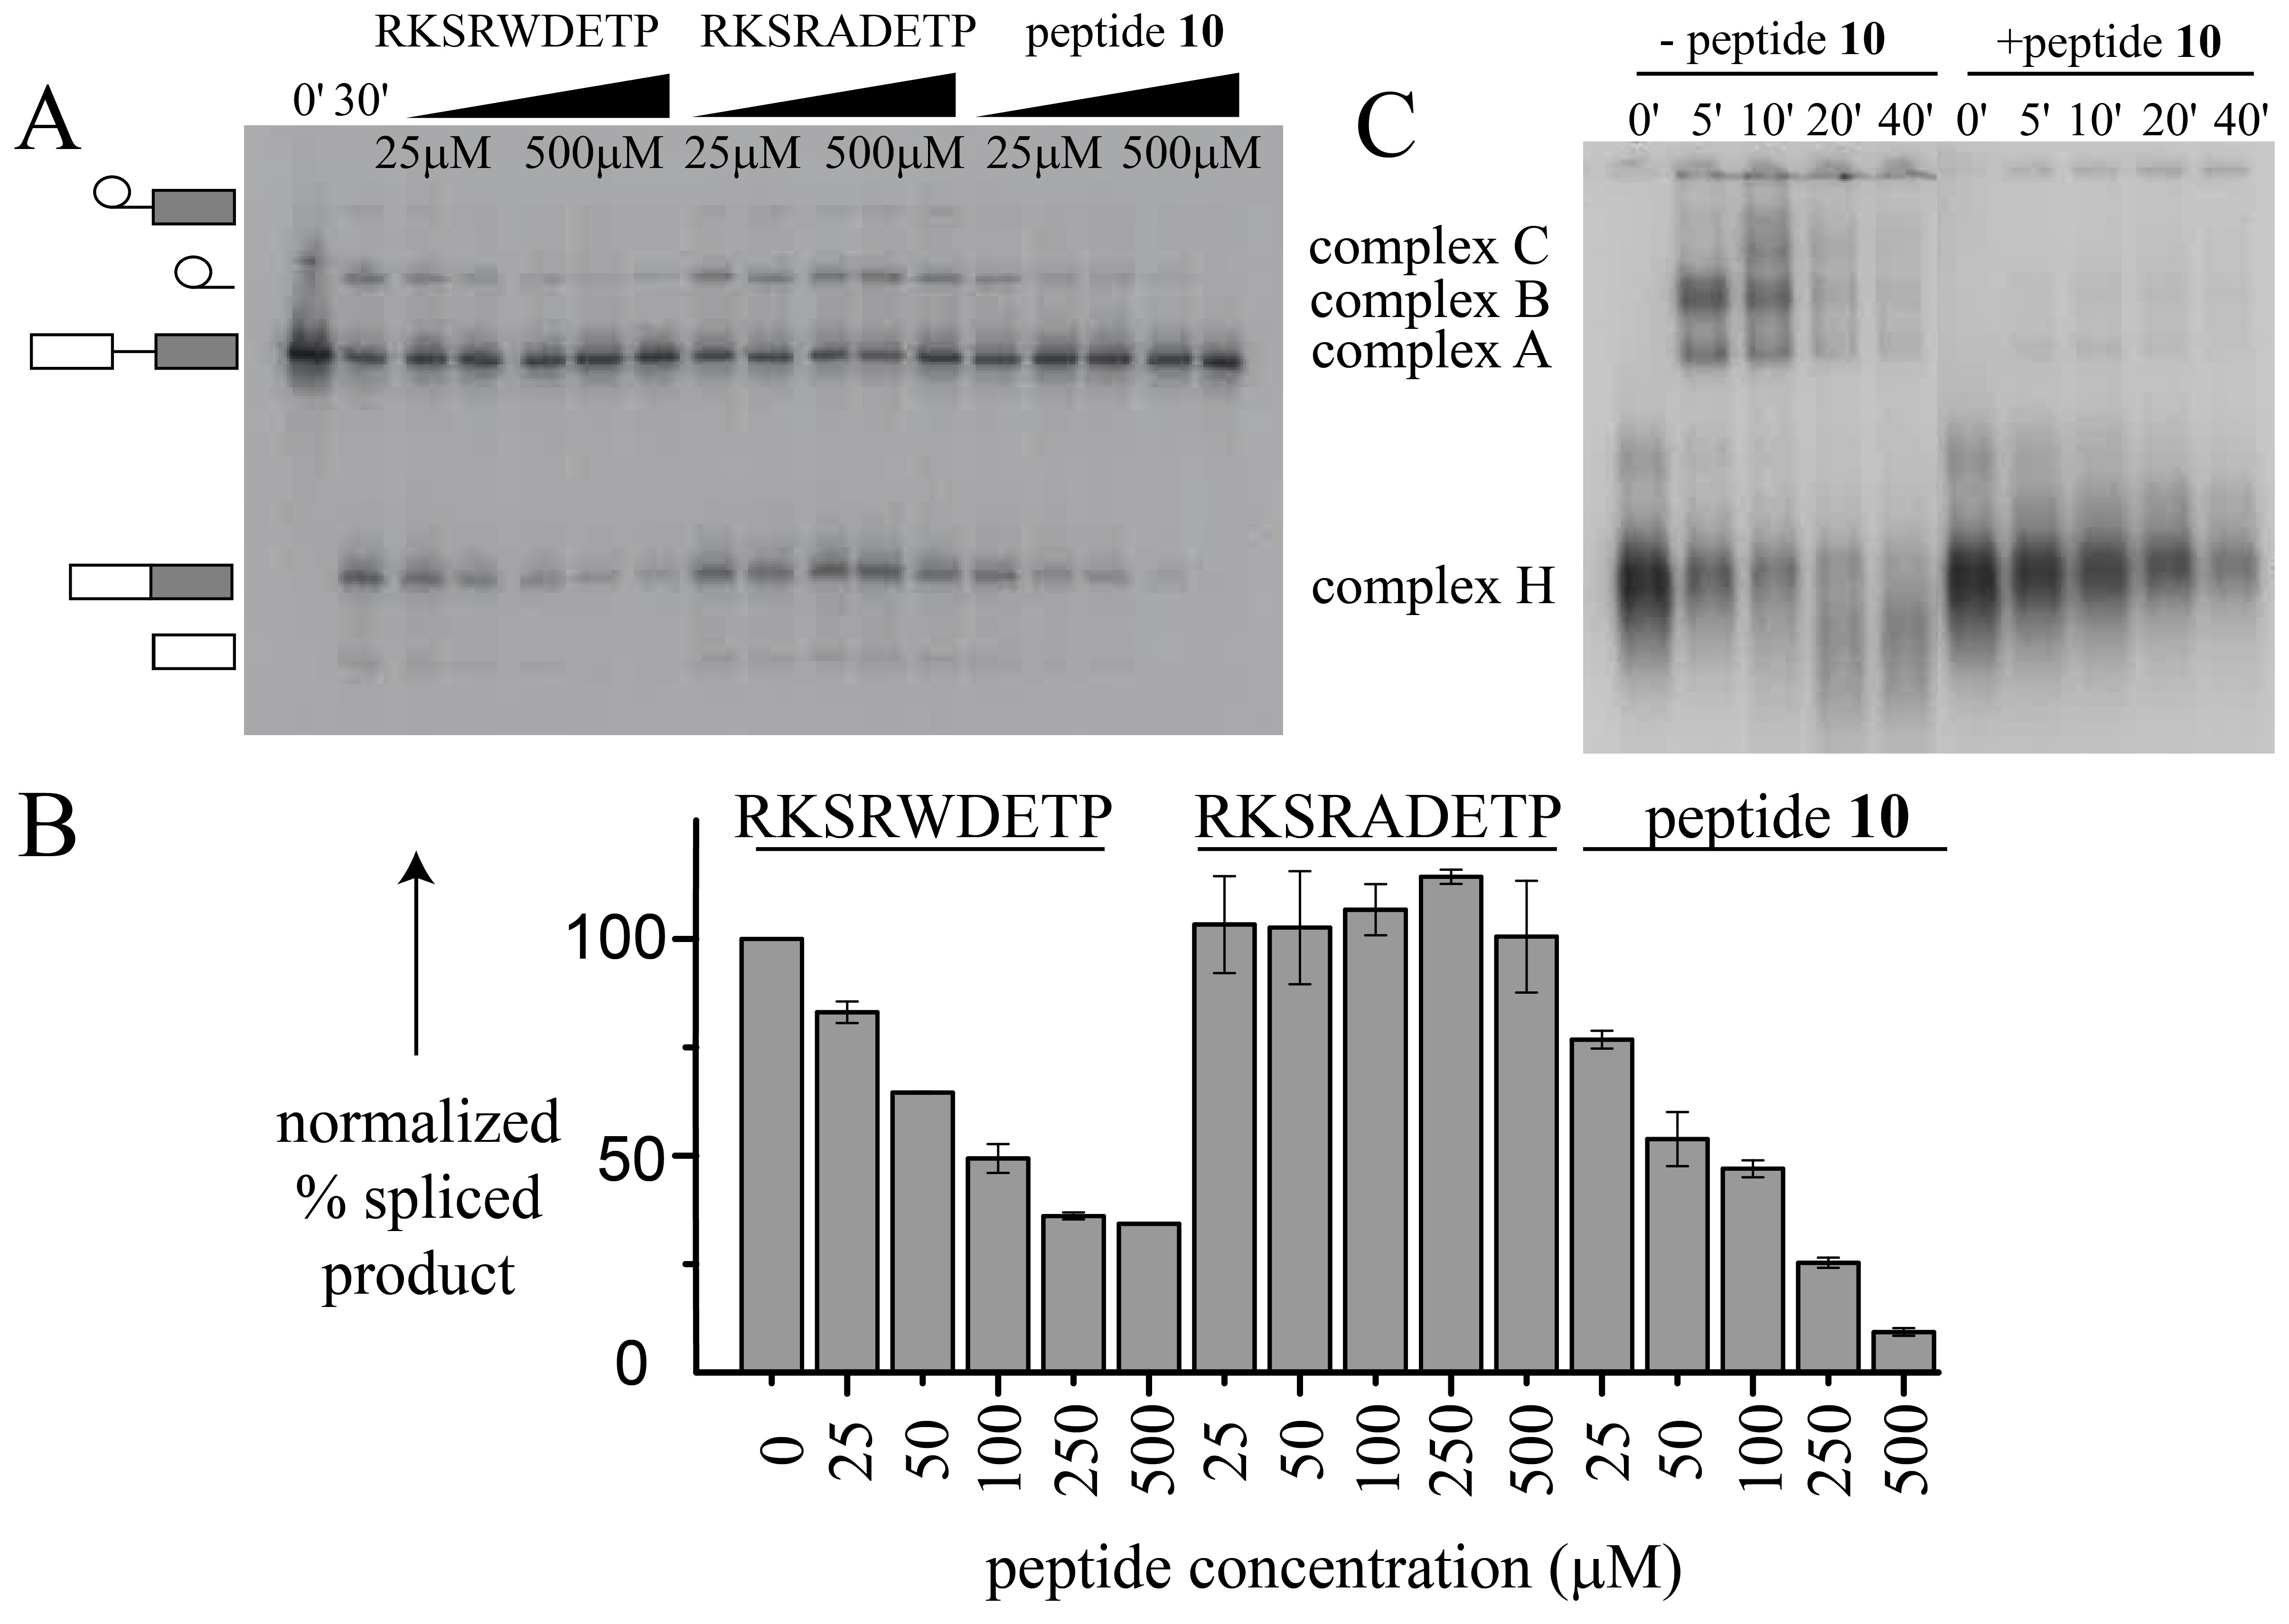 A
RKSRWDETP RKSRADETP peptide 10
0' 30'
25μM 500μM 25μM 500μM 25μM 500μM
C
- peptide 10 +peptide 10
0' 5' 10' 20' 40' 0' 5' 10' 20' 40'
complex C
complex B
complex A
complex H
B
RKSRWDETP RKSRADETP peptide 10
normalized
% spliced
product
100
50
0
0 25 50 100 250 500 25 50 100 250 500 25 50 100 250 500
peptide concentration (μM)